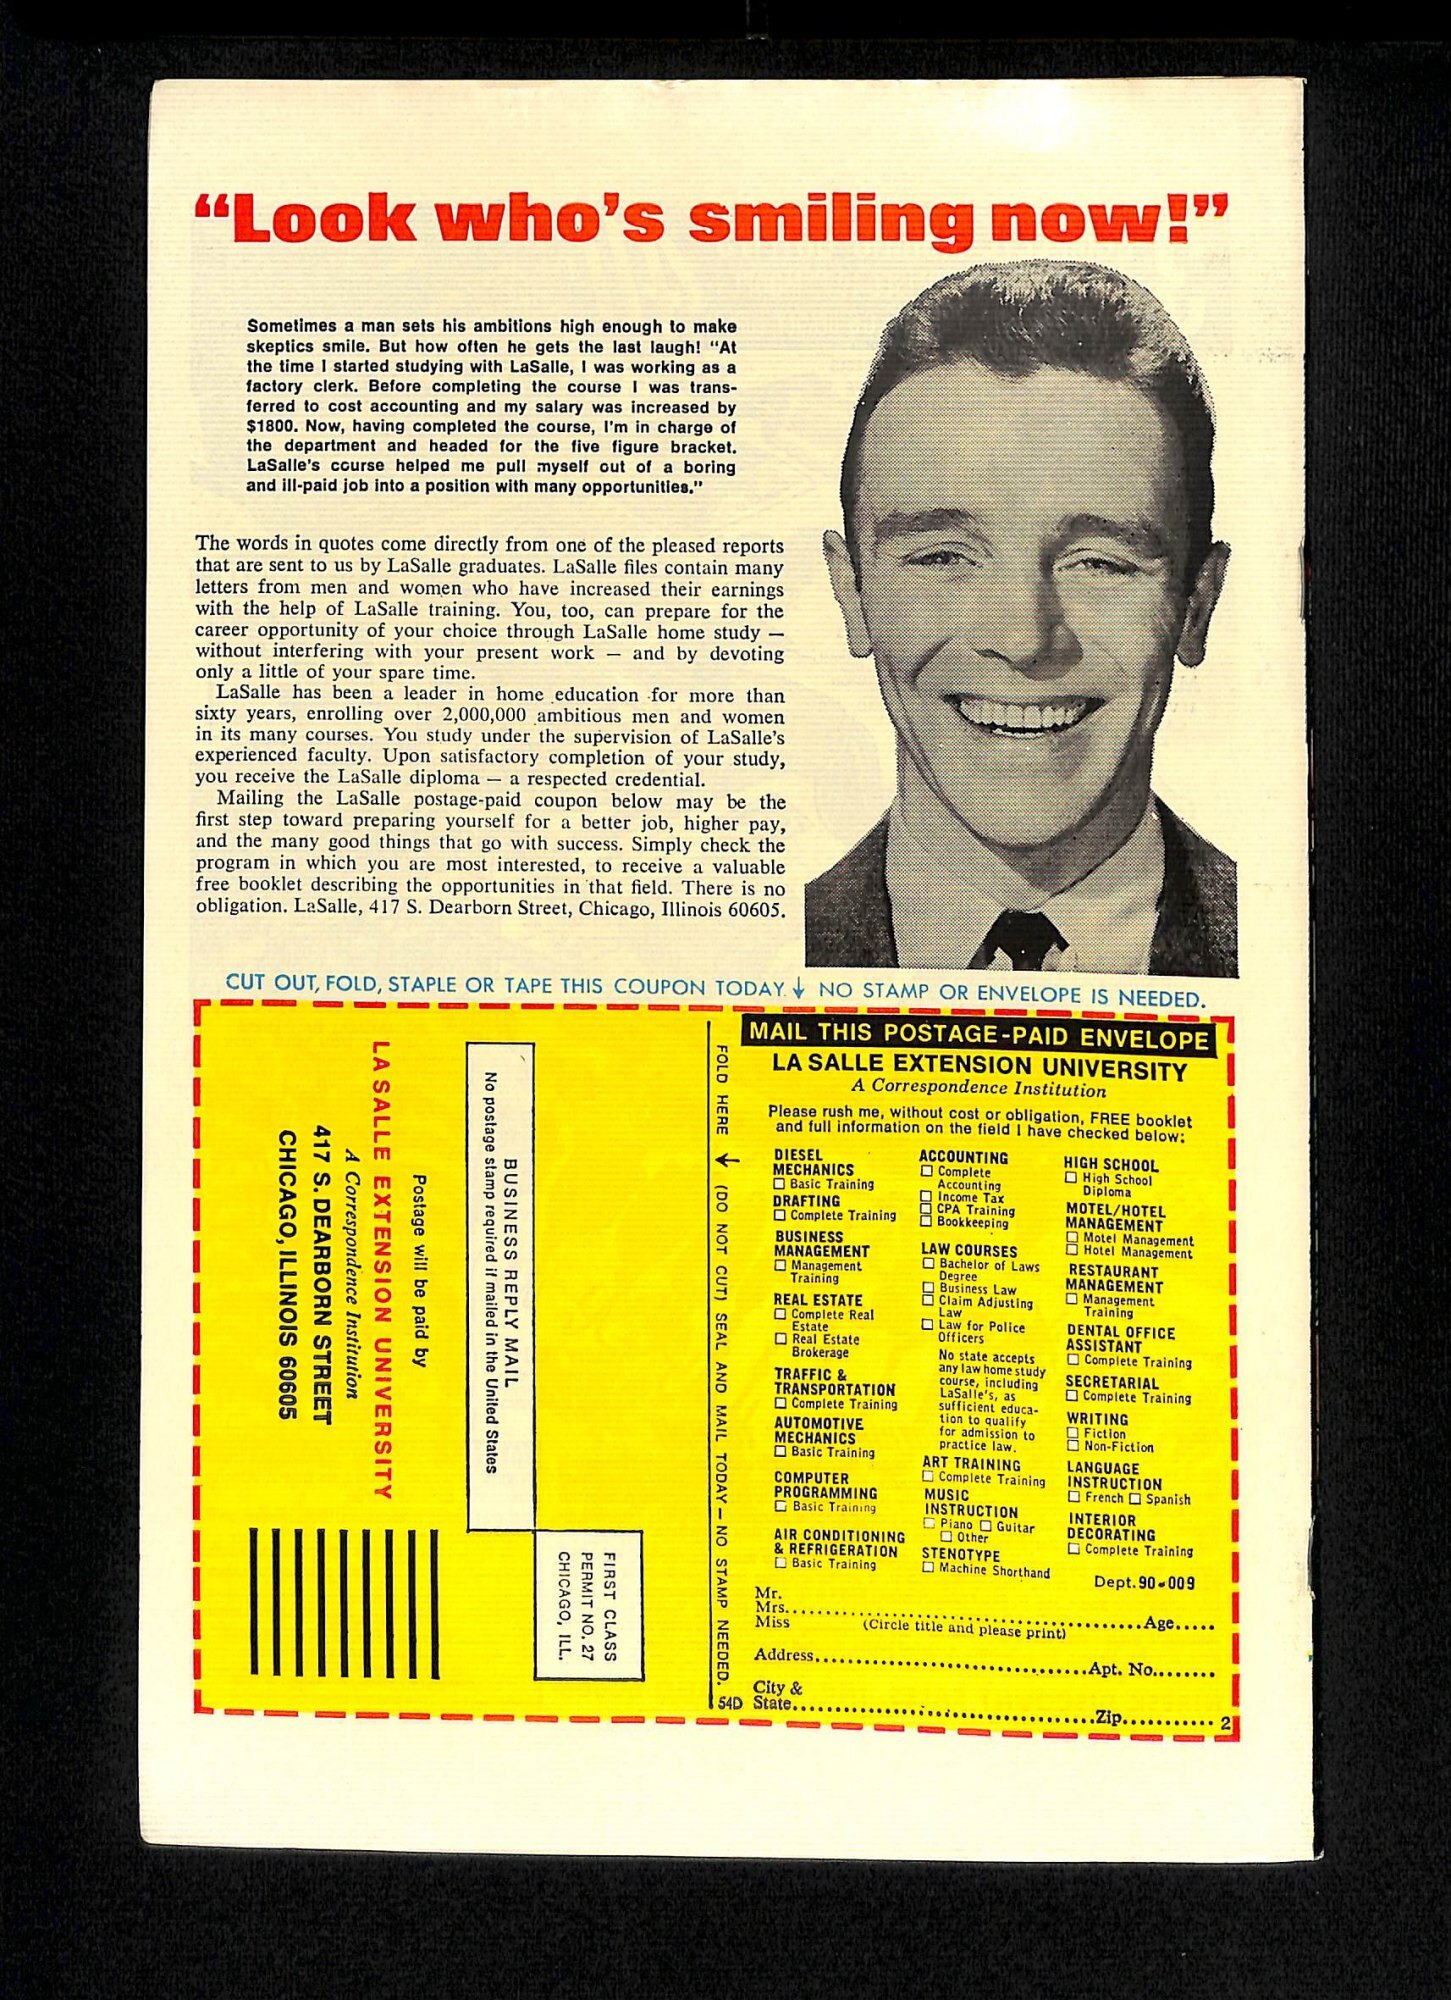 “Look who's smiling now!”
Sometimes a man sets his ambitions high enough to make
skeptics smile. But how often he gets the last laugh! “At
the time I started studying with LaSalle, I was working as a
factory clerk. Before completing the course I was trans-
ferred to cost accounting and my salary was increased by
$1800. Now, having completed the course, I'm in charge of
the department and headed for the five figure bracket.
LaSalle's course helped me pull myself out of a boring
and ill-paid job into a position with many opportunities.”
The words in quotes come directly from one of the pleased reports
that are sent to us by LaSalle graduates. LaSalle files contain many
letters from men and women who have increased their earnings
with the help of LaSalle training. You, too, can prepare for the
career opportunity of your choice through LaSalle home study —
without interfering with your present work — and by devoting
only a little of your spare time.
LaSalle has been a leader in home education for more than
sixty years, enrolling over 2,000,000 ambitious men and women
in its many courses. You study under the supervision of LaSalle's
experienced faculty. Upon satisfactory completion of your study,
you receive the LaSalle diploma — a respected credential.
Mailing the LaSalle postage-paid coupon below may be the
first step toward preparing yourself for a better job, higher pay,
and the many good things that go with success. Simply check the
program in which you are most interested, to receive a valuable
free booklet describing the opportunities in that field. There is no
obligation. LaSalle, 417 S. Dearborn Street, Chicago, Illinois 60605.
CUT OUT, FOLD, STAPLE OR TAPE THIS COUPON TODAY. ↓ NO STAMP OR ENVELOPE IS NEEDED.
FIRST CLASS
PERMIT NO. 27
CHICAGO, ILL.
BUSINESS REPLY MAIL
No postage stamp required if mailed in the United States
Postage will be paid by
LA SALLE EXTENSION UNIVERSITY
A Correspondence Institution
417 S. DEARBORN STREET
CHICAGO, ILLINOIS 60605
FOLD HERE ↓ (DO NOT CUT) SEAL AND MAIL TODAY — NO STAMP NEEDED.
54D
MAIL THIS POSTAGE-PAID ENVELOPE
LA SALLE EXTENSION UNIVERSITY
A Correspondence Institution
Please rush me, without cost or obligation, FREE booklet
and full information on the field I have checked below:
DIESEL
MECHANICS
☐ Basic Training
DRAFTING
☐ Complete Training
BUSINESS
MANAGEMENT
☐ Management
Training
REAL ESTATE
☐ Complete Real
Estate
☐ Real Estate
Brokerage
TRAFFIC &
TRANSPORTATION
☐ Complete Training
AUTOMOTIVE
MECHANICS
☐ Basic Training
COMPUTER
PROGRAMMING
☐ Basic Training
AIR CONDITIONING
& REFRIGERATION
☐ Basic Training
ACCOUNTING
☐ Complete
Accounting
☐ Income Tax
☐ CPA Training
☐ Bookkeeping
LAW COURSES
☐ Bachelor of Laws
Degree
☐ Business Law
☐ Claim Adjusting
Law
☐ Law for Police
Officers
No state accepts
any law home study
course, including
LaSalle's, as
sufficient educa-
tion to qualify
for admission to
practice law.
ART TRAINING
☐ Complete Training
MUSIC
INSTRUCTION
☐ Piano ☐ Guitar
☐ Other
STENOTYPE
☐ Machine Shorthand
HIGH SCHOOL
☐ High School
Diploma
MOTEL/HOTEL
MANAGEMENT
☐ Motel Management
☐ Hotel Management
RESTAURANT
MANAGEMENT
☐ Management
Training
DENTAL OFFICE
ASSISTANT
☐ Complete Training
SECRETARIAL
☐ Complete Training
WRITING
☐ Fiction
☐ Non-Fiction
LANGUAGE
INSTRUCTION
☐ French ☐ Spanish
INTERIOR
DECORATING
☐ Complete Training
Dept. 90-009
Mr.
Mrs. Age
Miss (Circle title and please print)
Address Apt. No.
City &
State Zip 2